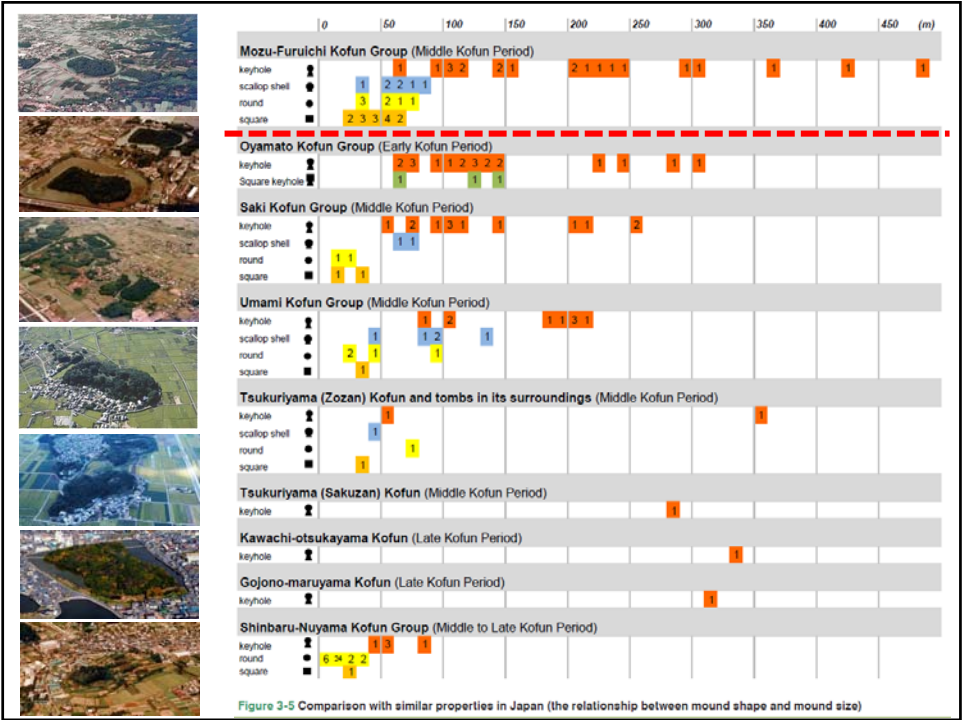 0 50 100 150 200 250 300 350 400 450 (m)
Mozu-Furuichi Kofun Group (Middle Kofun Period)
keyhole 1 1 3 2 2 1 2 1 1 1 1 1 1 1 1 1
scallop shell 1 2 2 1 1
round 3 2 1 1
square 2 3 3 4 2
Oyamato Kofun Group (Early Kofun Period)
keyhole 2 3 1 1 2 3 2 2 1 1 1 1
Square keyhole 1 1 1
Saki Kofun Group (Middle Kofun Period)
keyhole 1 2 1 3 1 1 1 1 2
scallop shell 1 1
round 1 1
square 1 1
Umami Kofun Group (Middle Kofun Period)
keyhole 1 2 1 1 3 1
scallop shell 1 1 2 1
round 2 1 1
square 1
Tsukuriyama (Zozan) Kofun and tombs in its surroundings (Middle Kofun Period)
keyhole 1 1
scallop shell 1
round 1
square 1
Tsukuriyama (Sakuzan) Kofun (Middle Kofun Period)
keyhole 1
Kawachi-otsukayama Kofun (Late Kofun Period)
keyhole 1
Gojono-maruyama Kofun (Late Kofun Period)
keyhole 1
Shinbaru-Nuyama Kofun Group (Middle to Late Kofun Period)
keyhole 1 3 1
round 6 34 2 2
square 1
Figure 3-5 Comparison with similar properties in Japan (the relationship between mound shape and mound size)